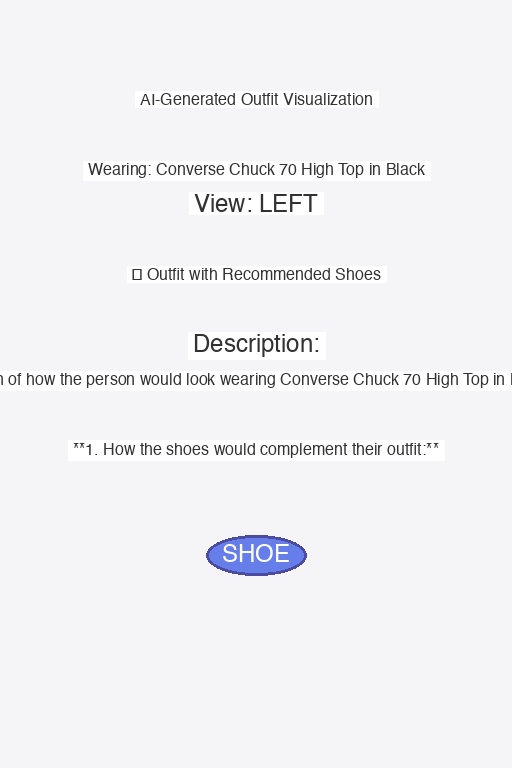 AI-Generated Outfit Visualization
Wearing: Converse Chuck 70 High Top in Black
View: LEFT
Outfit with Recommended Shoes
Description:
of how the person would look wearing Converse Chuck 70 High Top in
**1. How the shoes would complement their outfit:**
SHOE